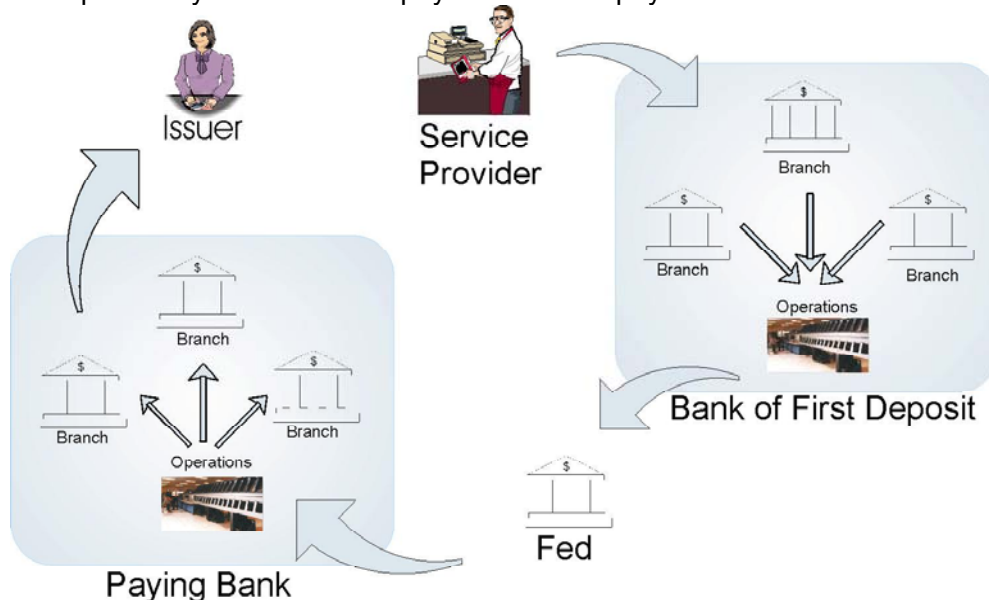 Issuer
Service
Provider
$
Branch
$
Branch
$
Branch
Operations
Bank of First Deposit
$
Branch
$
Branch
$
Branch
Operations
Paying Bank
$
Fed